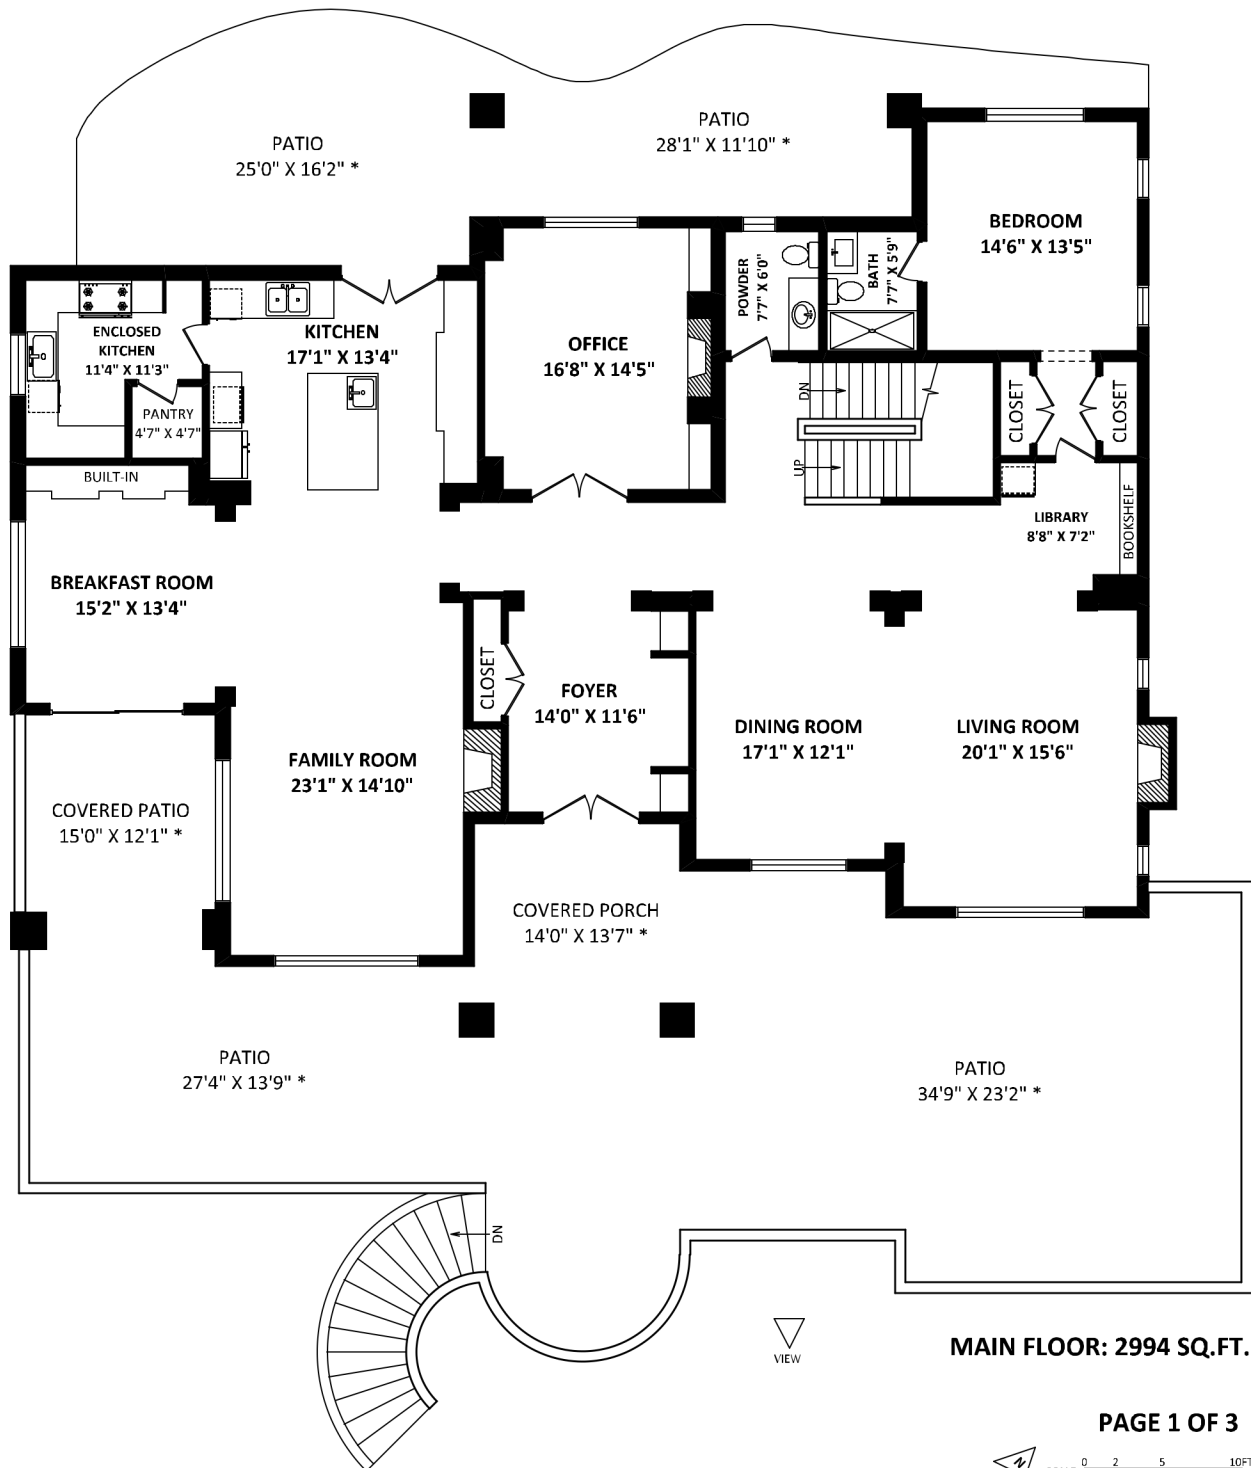 PATIO
25'0" X 16'2" *
PATIO
28'1" X 11'10" *
BEDROOM
14'6" X 13'5"
POWDER
7'7" X 6'0"
BATH
7'7" X 5'9"
ENCLOSED
KITCHEN
11'4" X 11'3"
KITCHEN
17'1" X 13'4"
OFFICE
16'8" X 14'5"
PANTRY
4'7" X 4'7"
DN
UP
CLOSET
CLOSET
BUILT-IN
LIBRARY
8'8" X 7'2"
BOOKSHELF
BREAKFAST ROOM
15'2" X 13'4"
CLOSET
FOYER
14'0" X 11'6"
DINING ROOM
17'1" X 12'1"
LIVING ROOM
20'1" X 15'6"
FAMILY ROOM
23'1" X 14'10"
COVERED PATIO
15'0" X 12'1" *
COVERED PORCH
14'0" X 13'7" *
PATIO
27'4" X 13'9" *
PATIO
34'9" X 23'2" *
DN
VIEW
MAIN FLOOR: 2994 SQ.FT.
PAGE 1 OF 3
N
0 2 5 10FT